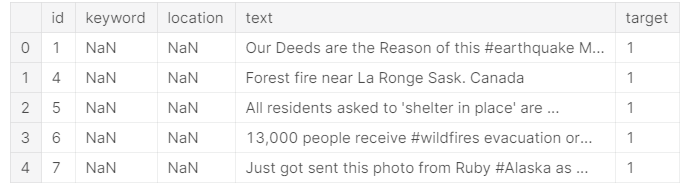 id keyword location text target
0 1 NaN NaN Our Deeds are the Reason of this #earthquake M... 1
1 4 NaN NaN Forest fire near La Ronge Sask. Canada 1
2 5 NaN NaN All residents asked to 'shelter in place' are ... 1
3 6 NaN NaN 13,000 people receive #wildfires evacuation or... 1
4 7 NaN NaN Just got sent this photo from Ruby #Alaska as ... 1